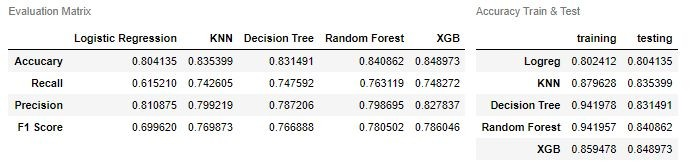 Evaluation Matrix
Logistic Regression KNN Decision Tree Random Forest XGB
Accucary 0.804135 0.835399 0.831491 0.840862 0.848973
Recall 0.615210 0.742605 0.747592 0.763119 0.748272
Precision 0.810875 0.799219 0.787206 0.798695 0.827837
F1 Score 0.699620 0.769873 0.766888 0.780502 0.786046
Accuracy Train & Test
training testing
Logreg 0.802412 0.804135
KNN 0.879628 0.835399
Decision Tree 0.941978 0.831491
Random Forest 0.941957 0.840862
XGB 0.859478 0.848973